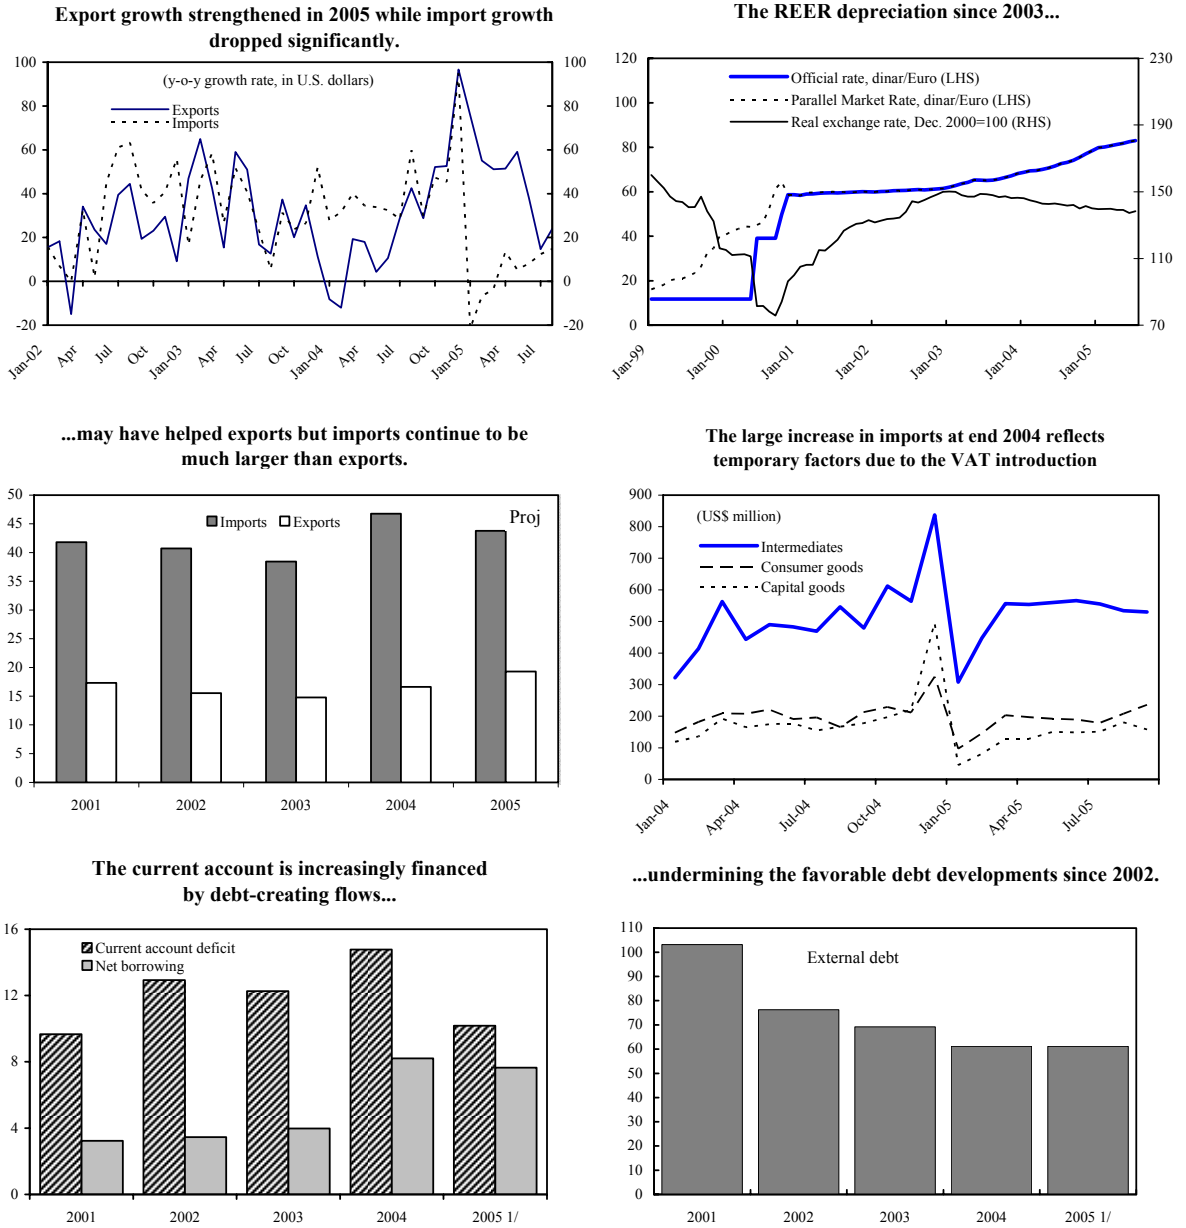 Export growth strengthened in 2005 while import growth
dropped significantly.
(y-o-y growth rate, in U.S. dollars)
Exports
Imports
100
80
60
40
20
0
-20
100
80
60
40
20
0
-20
Jan-02
Apr
Jul
Oct
Jan-03
Apr
Jul
Oct
Jan-04
Apr
Jul
Oct
Jan-05
Apr
Jul
The REER depreciation since 2003...
Official rate, dinar/Euro (LHS)
Parallel Market Rate, dinar/Euro (LHS)
Real exchange rate, Dec. 2000=100 (RHS)
120
100
80
60
40
20
0
230
190
150
110
70
Jan-99
Jan-00
Jan-01
Jan-02
Jan-03
Jan-04
Jan-05
...may have helped exports but imports continue to be
much larger than exports.
Imports Exports
Proj
50
45
40
35
30
25
20
15
10
5
0
2001 2002 2003 2004 2005
The large increase in imports at end 2004 reflects
temporary factors due to the VAT introduction
(US$ million)
Intermediates
Consumer goods
Capital goods
900
800
700
600
500
400
300
200
100
0
Jan-04
Apr-04
Jul-04
Oct-04
Jan-05
Apr-05
Jul-05
The current account is increasingly financed
by debt-creating flows...
Current account deficit
Net borrowing
16
12
8
4
0
2001 2002 2003 2004 2005 1/
...undermining the favorable debt developments since 2002.
External debt
110
100
90
80
70
60
50
40
30
20
10
0
2001 2002 2003 2004 2005 1/